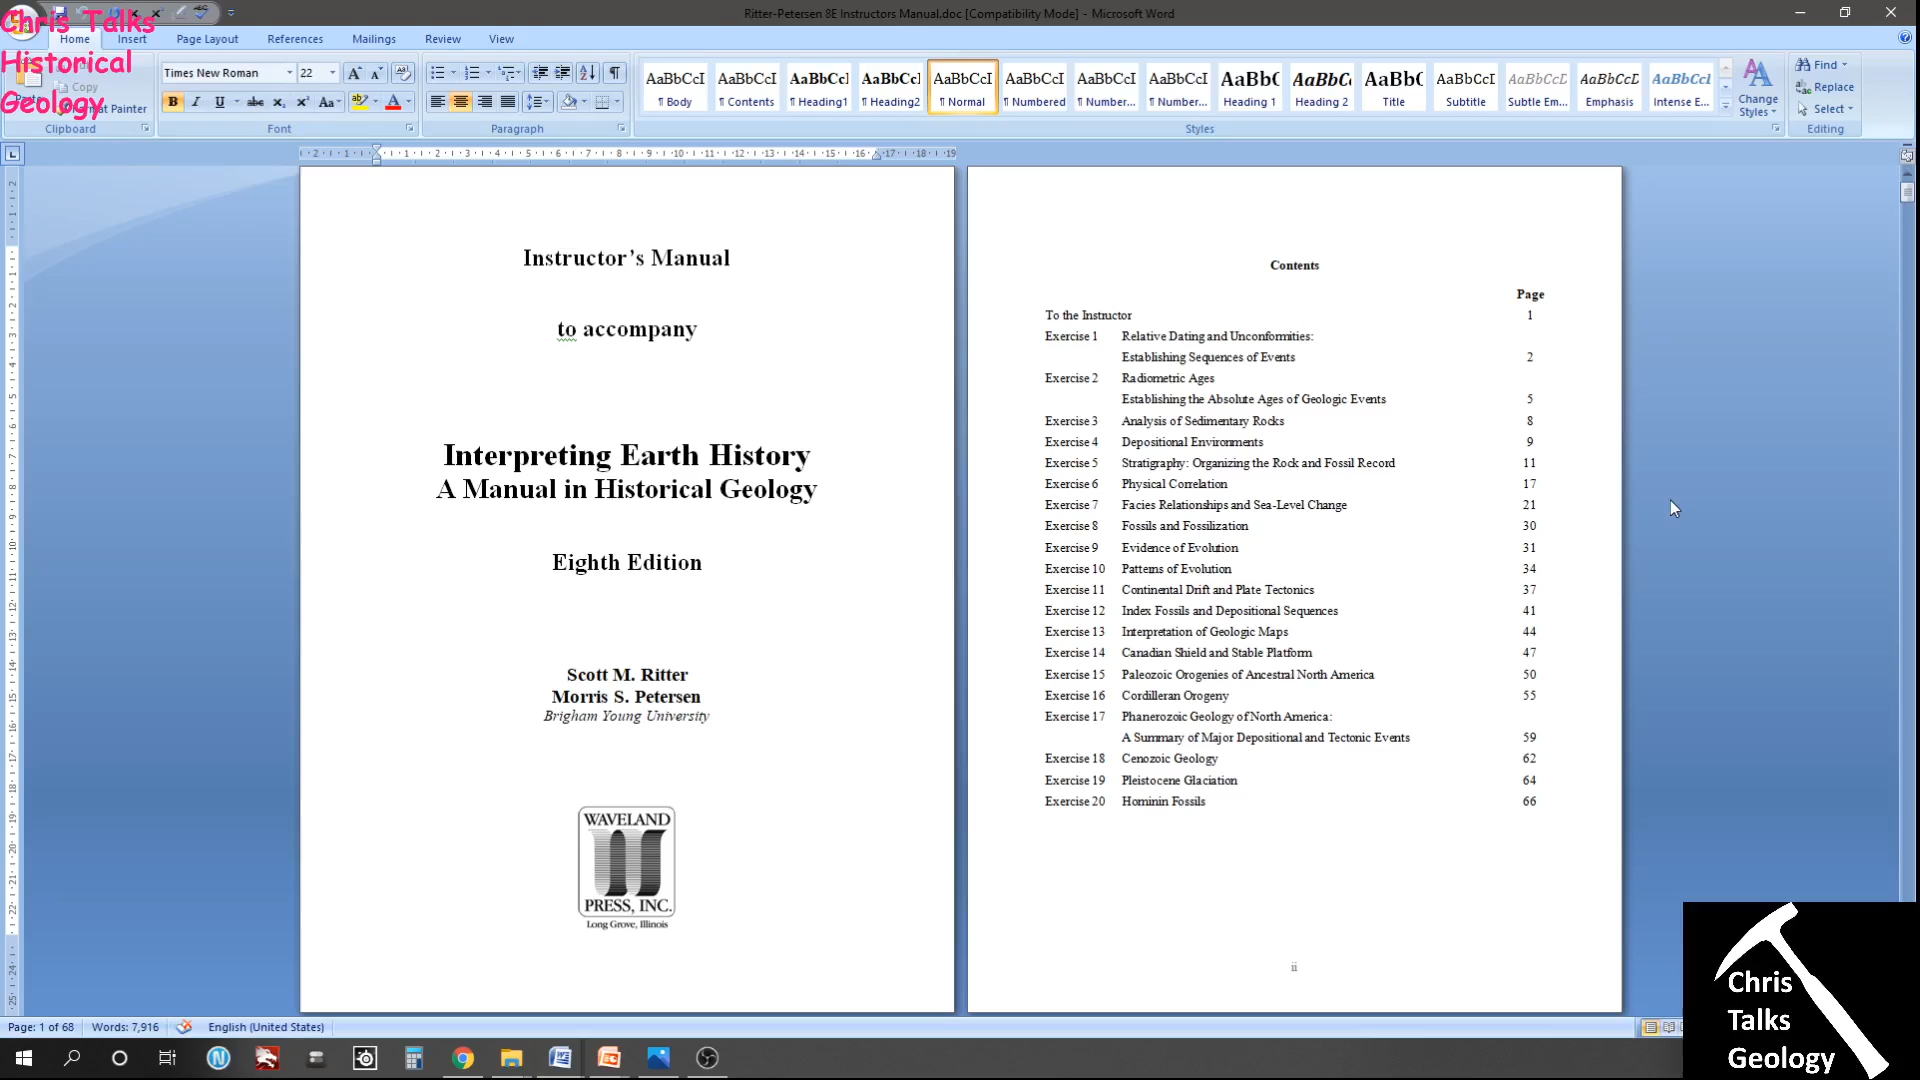 Ritter-Petersen 8E Instructors Manual.doc [Compatibility Mode] - Microsoft Word
Chris Talks
Historical
Geology
Home Insert Page Layout References Mailings Review View
Copy
Painter
Clipboard
Times New Roman 22
Font
Paragraph
AaBbCcI AaBbCcI AaBbCcI AaBbCcI AaBbCcI AaBbCcI AaBbCcI AaBbCcI AaBbC AaBbC AaBbC AaBbCcI AaBbCcD AaBbCcD AaBbCcI
¶ Body ¶ Contents ¶ Heading1 ¶ Heading2 ¶ Normal ¶ Numbered ¶ Number... ¶ Number... Heading 1 Heading 2 Title Subtitle Subtle Em... Emphasis Intense E...
Styles
Change
Styles
Find
Replace
Select
Editing
Instructor’s Manual
to accompany
Interpreting Earth History
A Manual in Historical Geology
Eighth Edition
Scott M. Ritter
Morris S. Petersen
Brigham Young University
WAVELAND
PRESS, INC.
Long Grove, Illinois
Contents
Page
To the Instructor 1
Exercise 1 Relative Dating and Unconformities:
Establishing Sequences of Events 2
Exercise 2 Radiometric Ages
Establishing the Absolute Ages of Geologic Events 5
Exercise 3 Analysis of Sedimentary Rocks 8
Exercise 4 Depositional Environments 9
Exercise 5 Stratigraphy: Organizing the Rock and Fossil Record 11
Exercise 6 Physical Correlation 17
Exercise 7 Facies Relationships and Sea-Level Change 21
Exercise 8 Fossils and Fossilization 30
Exercise 9 Evidence of Evolution 31
Exercise 10 Patterns of Evolution 34
Exercise 11 Continental Drift and Plate Tectonics 37
Exercise 12 Index Fossils and Depositional Sequences 41
Exercise 13 Interpretation of Geologic Maps 44
Exercise 14 Canadian Shield and Stable Platform 47
Exercise 15 Paleozoic Orogenies of Ancestral North America 50
Exercise 16 Cordilleran Orogeny 55
Exercise 17 Phanerozoic Geology of North America:
A Summary of Major Depositional and Tectonic Events 59
Exercise 18 Cenozoic Geology 62
Exercise 19 Pleistocene Glaciation 64
Exercise 20 Hominin Fossils 66
ii
Page: 1 of 68 Words: 7,916 English (United States)
Chris
Talks
Geology